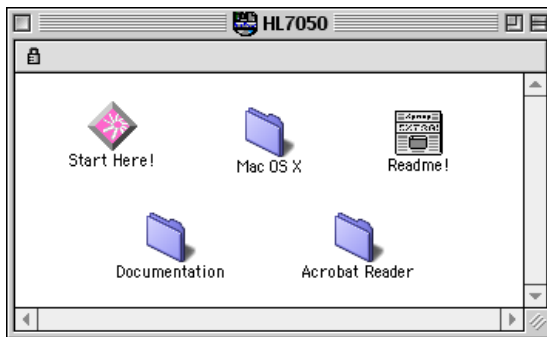 HL7050
Start Here!
Mac OS X
Readme!
Documentation
Acrobat Reader